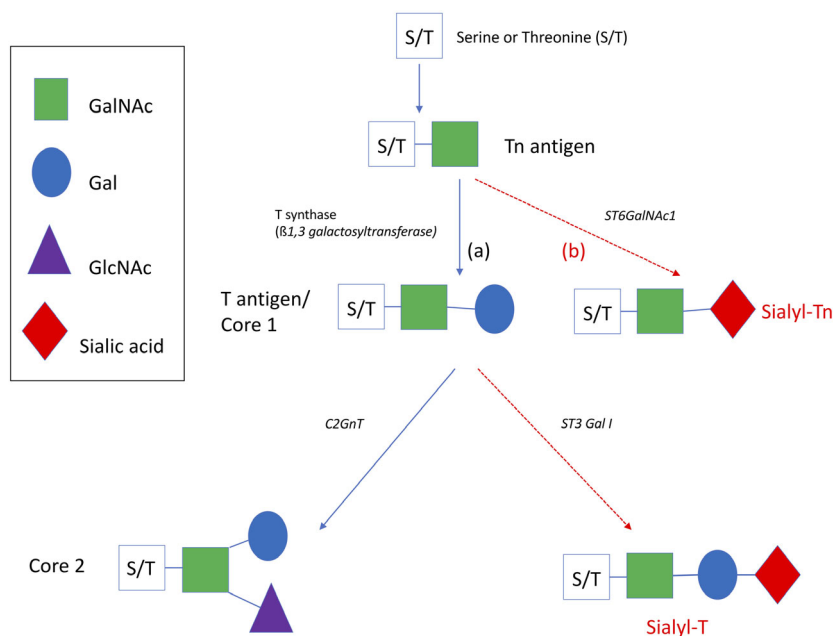 S/T
Serine or Threonine (S/T)
GalNAc
S/T
Tn antigen
Gal
T synthase
(ß1,3 galactosyltransferase)
ST6GalNAc1
(a)
(b)
GlcNAc
T antigen/
Core 1
S/T
S/T
Sialyl-Tn
Sialic acid
C2GnT
ST3 Gal I
Core 2
S/T
S/T
Sialyl-T